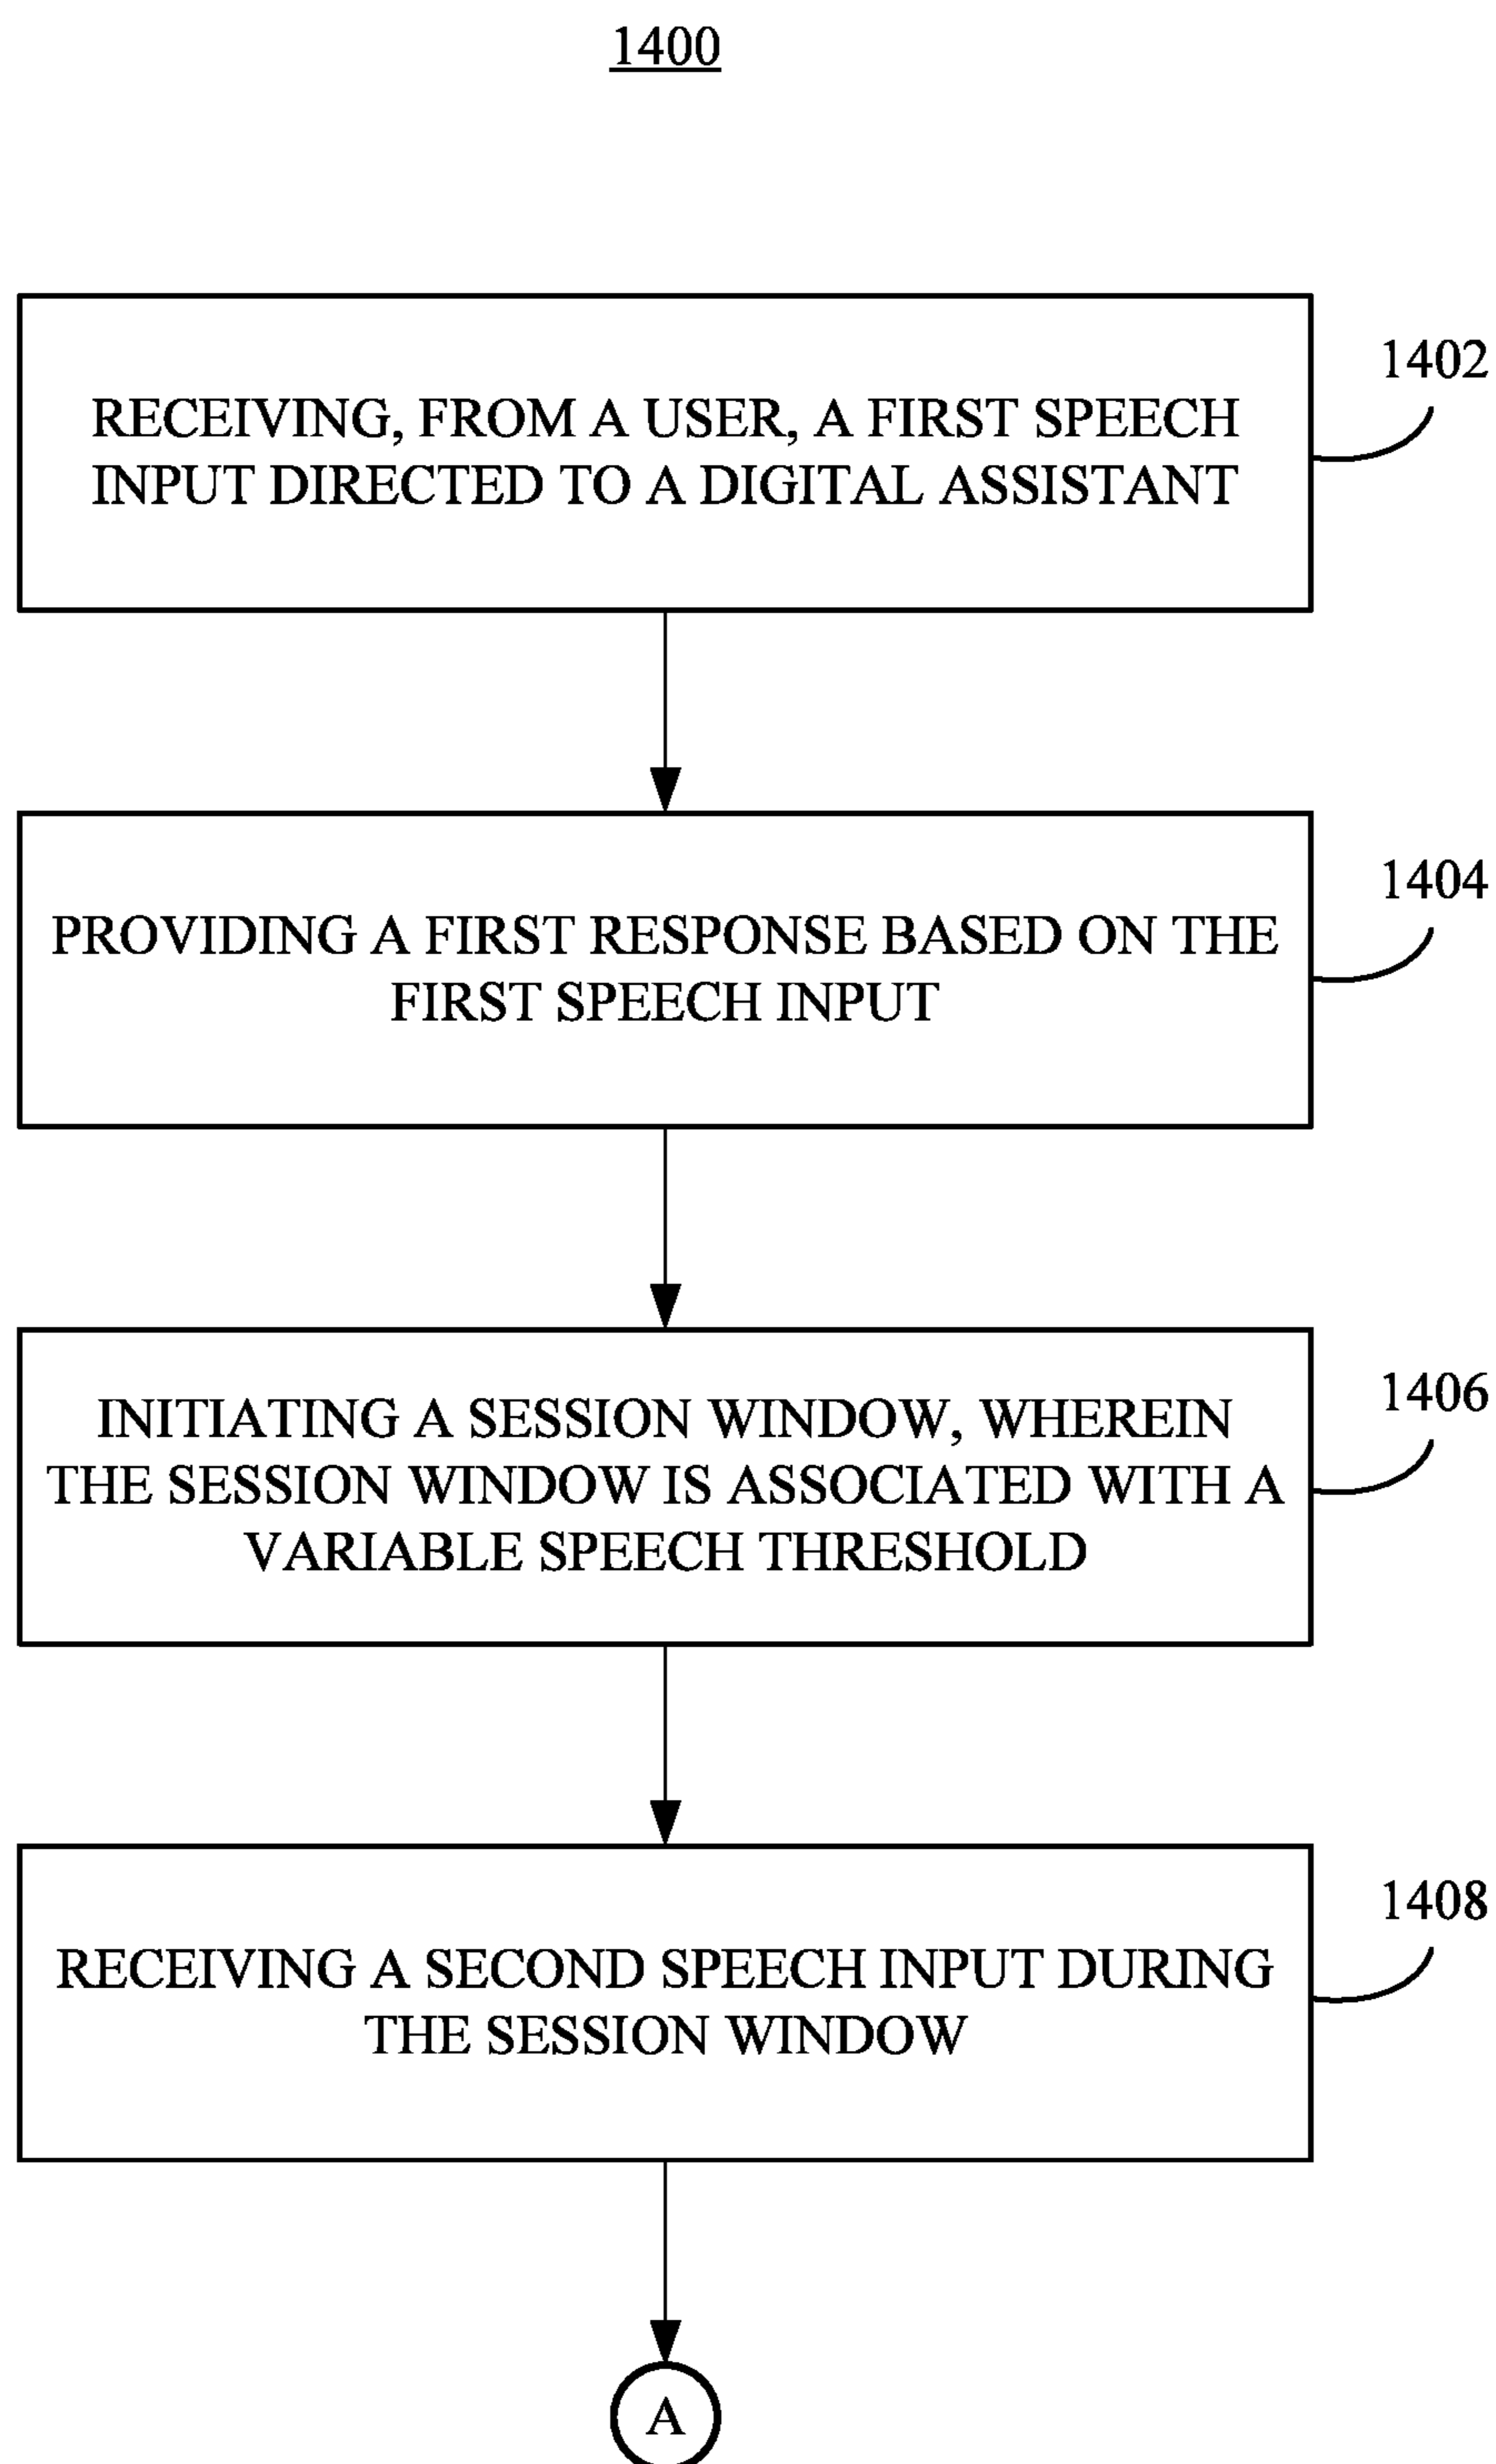 1400
1402
RECEIVING, FROM A USER, A FIRST SPEECH
INPUT DIRECTED TO A DIGITAL ASSISTANT
1404
PROVIDING A FIRST RESPONSE BASED ON THE
FIRST SPEECH INPUT
1406
INITIATING A SESSION WINDOW, WHEREIN
THE SESSION WINDOW IS ASSOCIATED WITH A
VARIABLE SPEECH THRESHOLD
1408
RECEIVING A SECOND SPEECH INPUT DURING
THE SESSION WINDOW
A